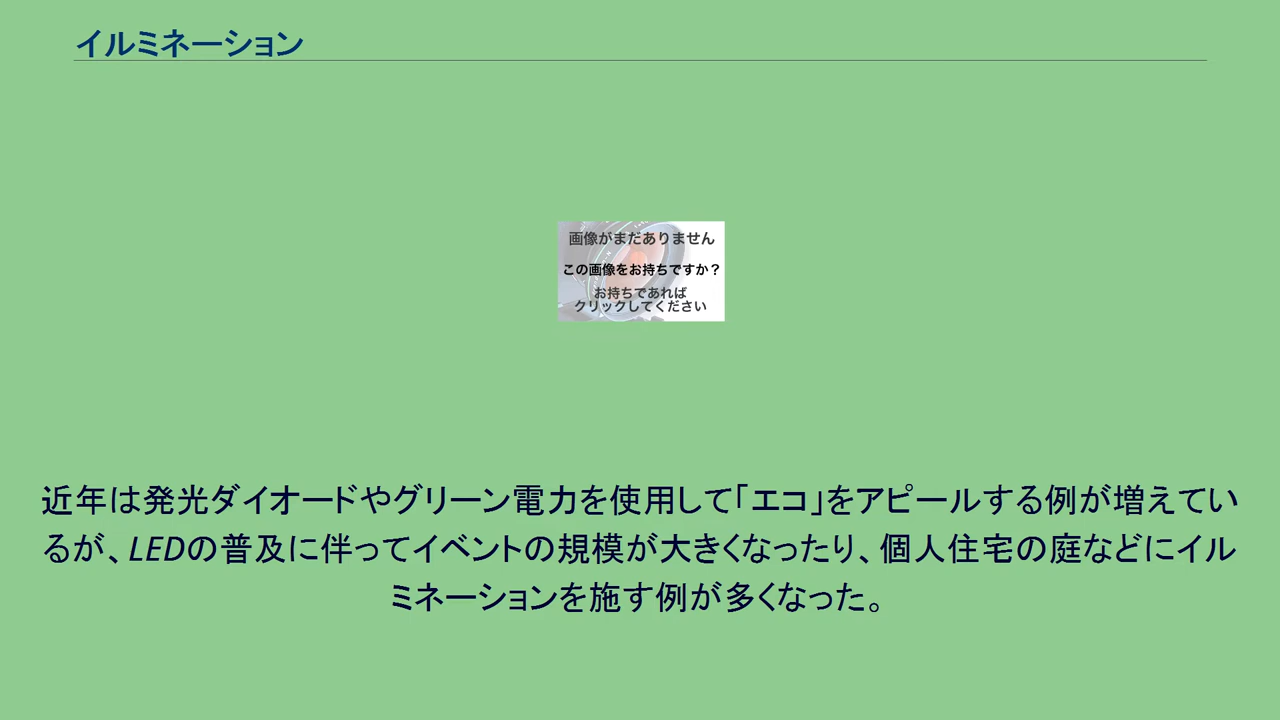 イルミネーション
画像がまだありません
この画像をお持ちですか？
お持ちであれば
クリックしてください
近年は発光ダイオードやグリーン電力を使用して「エコ」をアピールする例が増えてい
るが、LEDの普及に伴ってイベントの規模が大きくなったり、個人住宅の庭などにイル
ミネーションを施す例が多くなった。